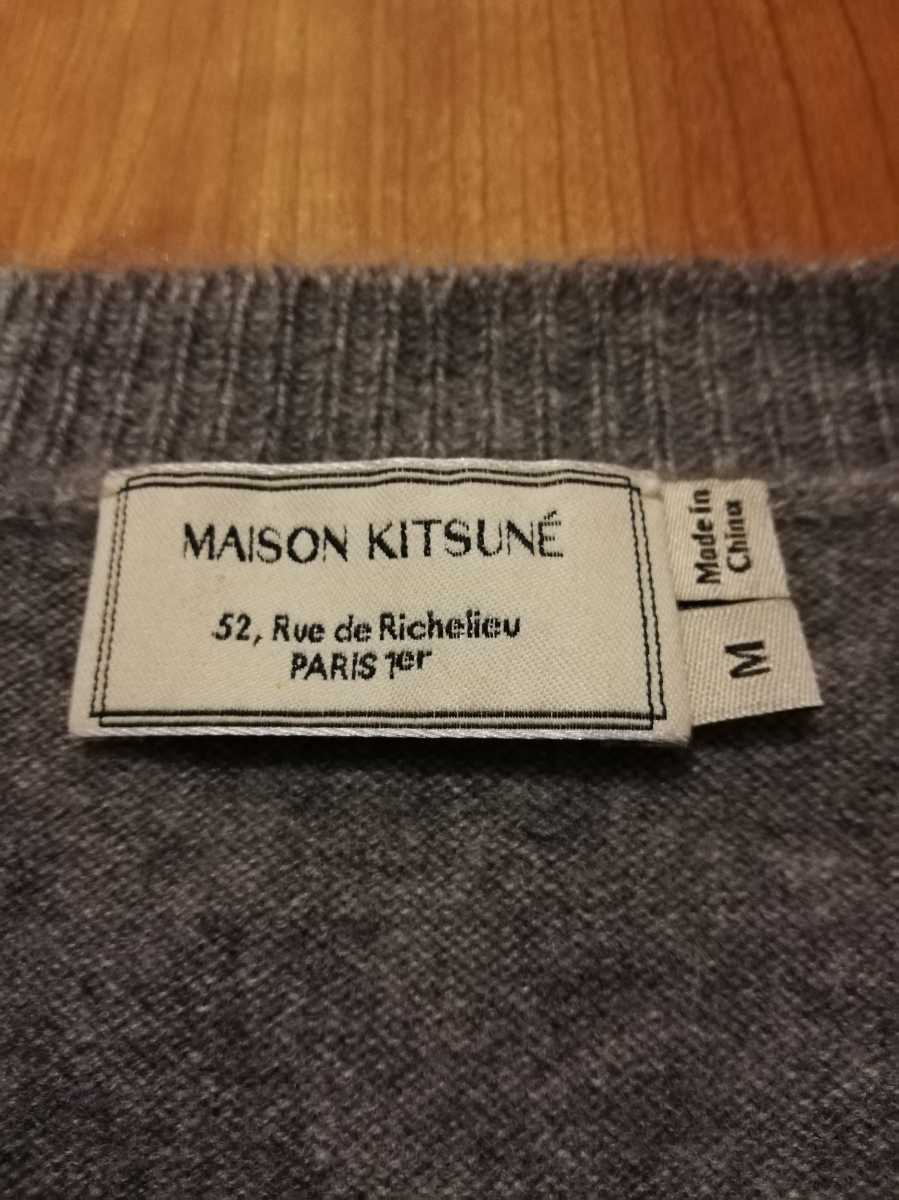 MAISON KITSUNÉ
52, Rue de Richelieu
PARIS 1er
Made in
China
M